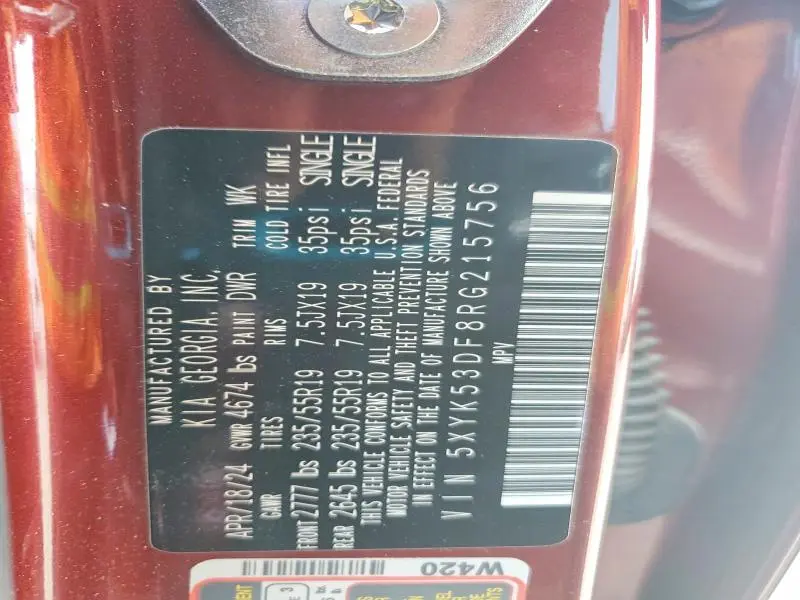 MANUFACTURED BY
KIA GEORGIA, INC.
APR/18/24 GVWR 4674 lbs PAINT DWR TRIM WK
GAWR TIRES RIMS COLD TIRE INFL
FRONT 2777 lbs 235/55R19 7.5JX19 35psi SINGLE
REAR 2645 lbs 235/55R19 7.5JX19 35psi SINGLE
THIS VEHICLE CONFORMS TO ALL APPLICABLE U.S.A. FEDERAL
MOTOR VEHICLE SAFETY AND THEFT PREVENTION STANDARDS
IN EFFECT ON THE DATE OF MANUFACTURE SHOWN ABOVE
VIN 5XYK53DF8RG215756
MPV
W420